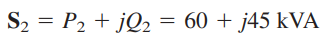 S₂ = P₂ + jQ₂ = 60 + j45 kVA